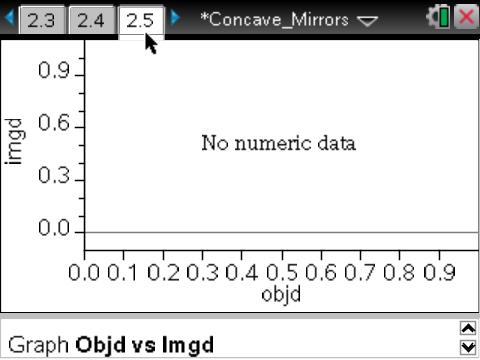 2.3 2.4 2.5 *Concave_Mirrors
0.9
0.6
0.3
0.0
imgd
No numeric data
0.0 0.1 0.2 0.3 0.4 0.5 0.6 0.7 0.8 0.9
objd
Graph Objd vs Imgd